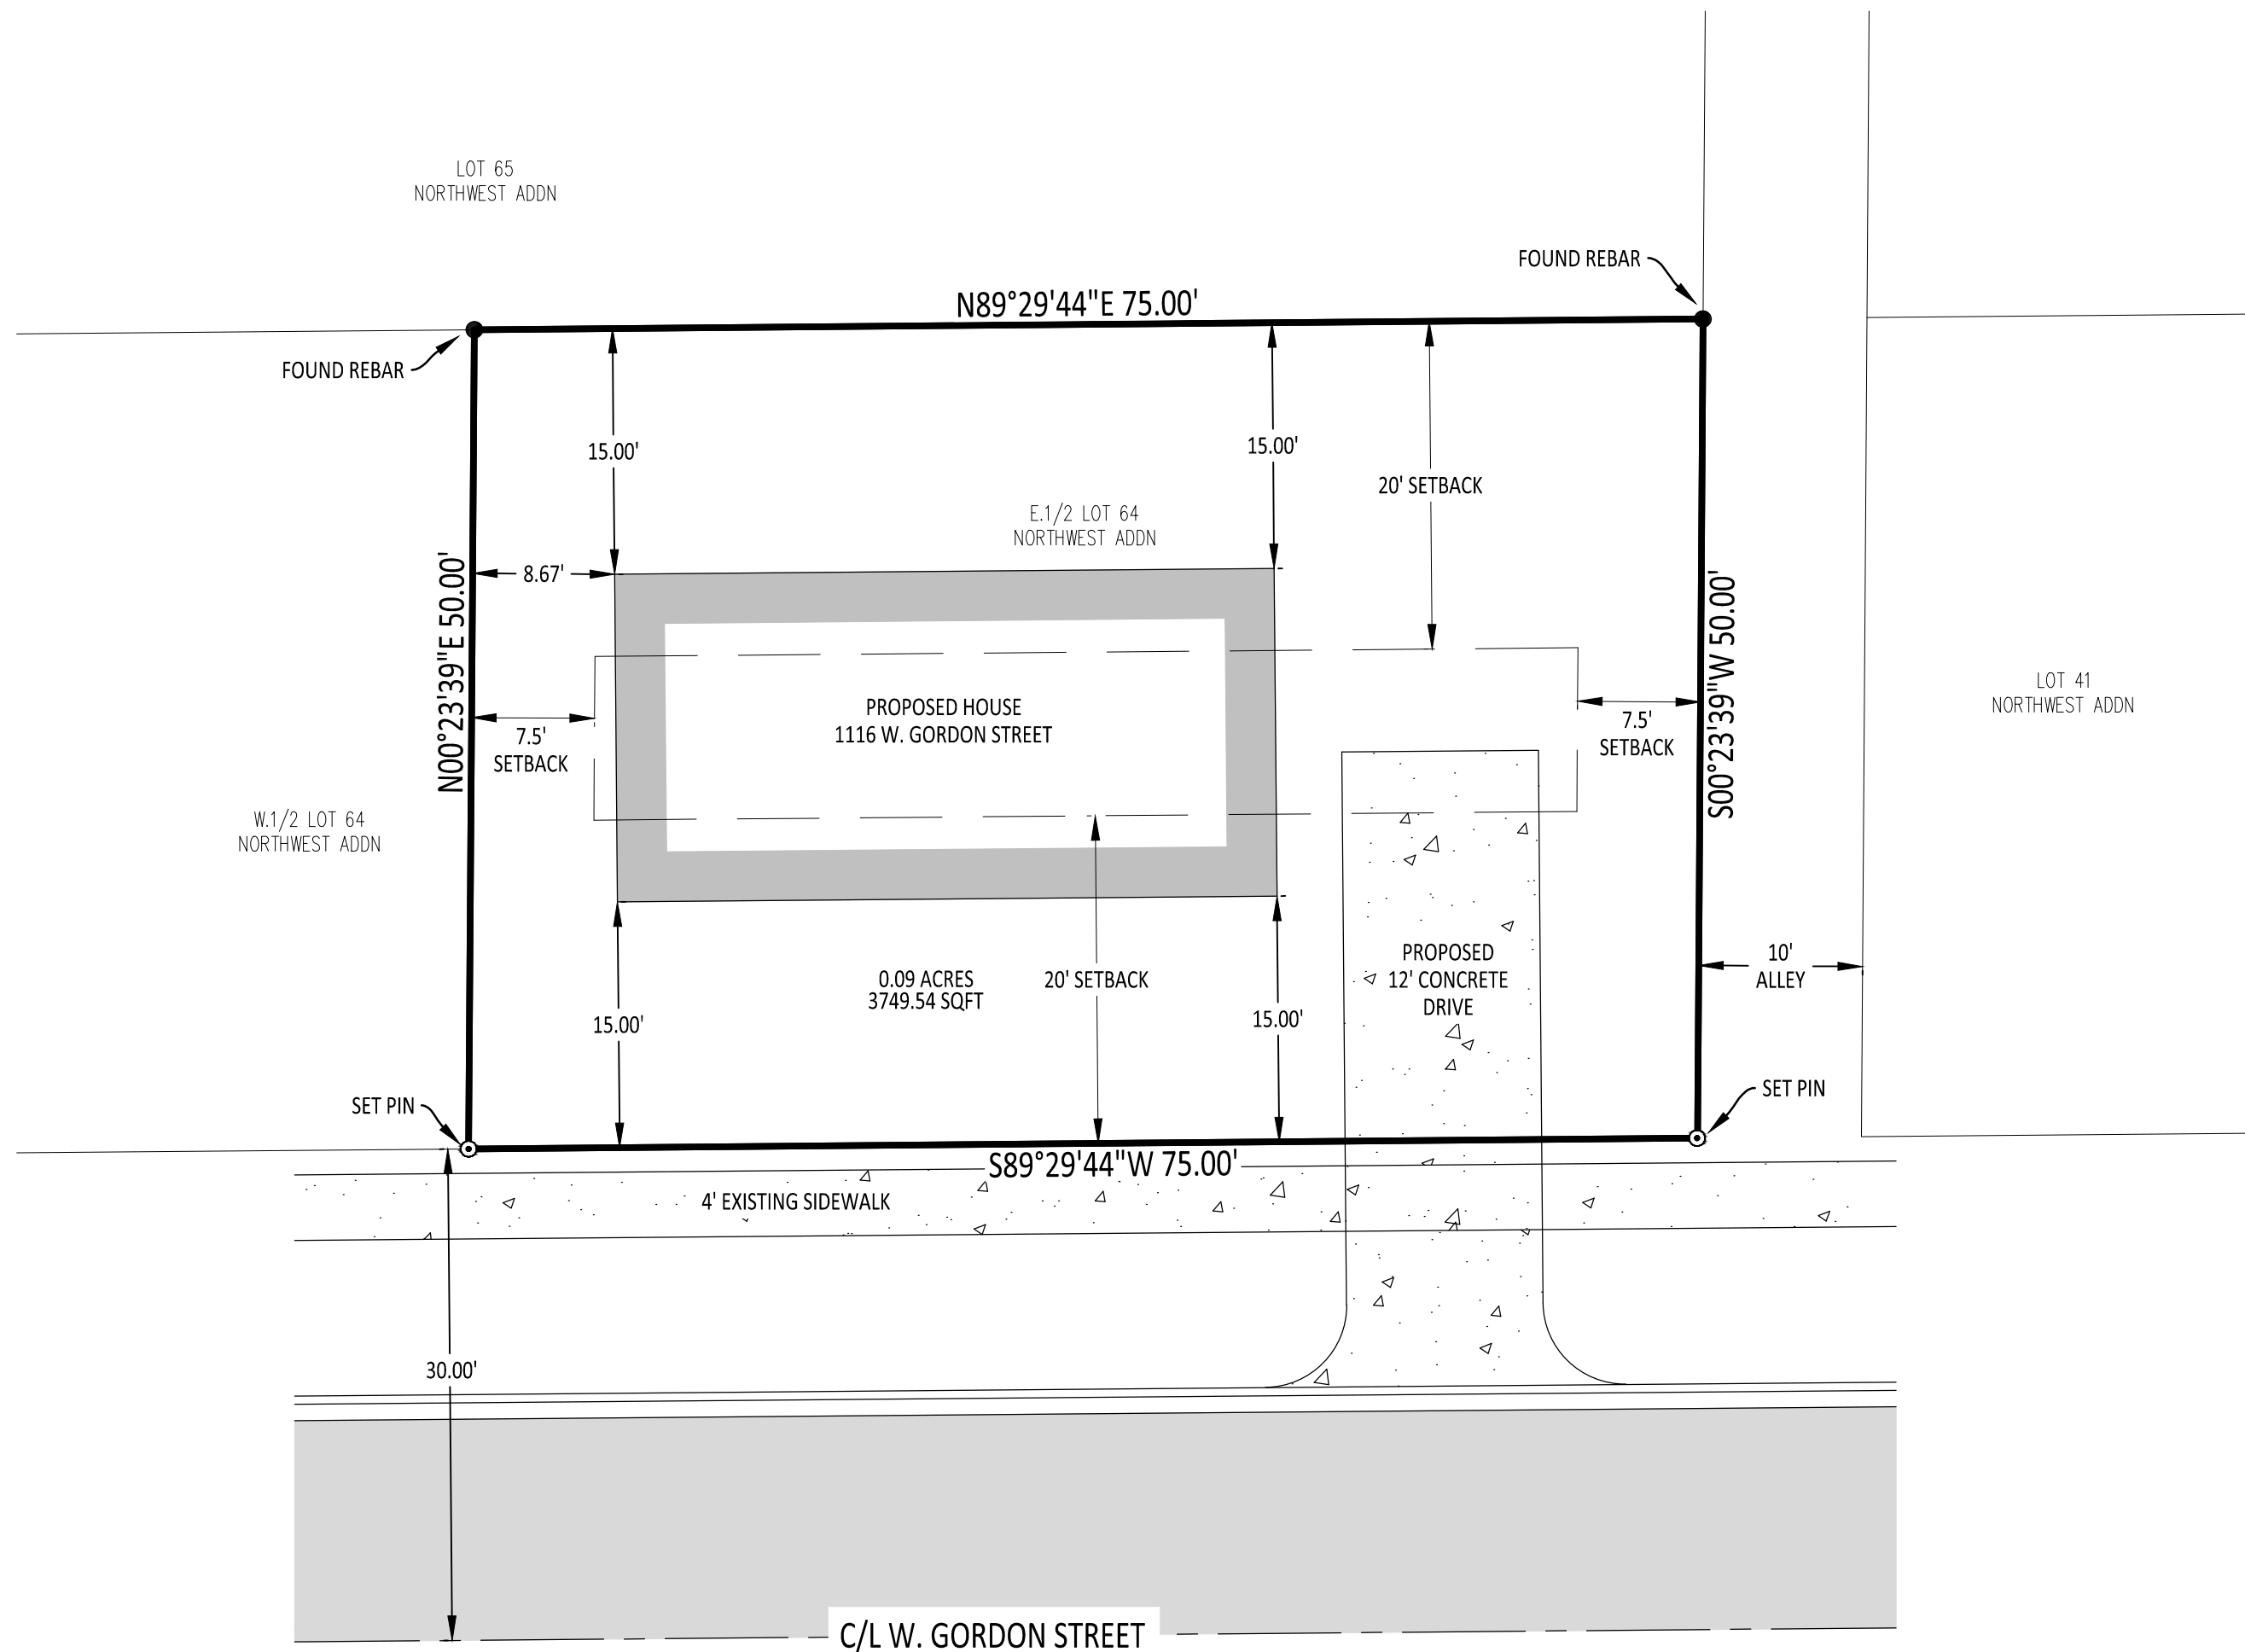 LOT 65
NORTHWEST ADDN
FOUND REBAR
N89°29'44"E 75.00'
FOUND REBAR
15.00'
15.00'
20' SETBACK
E.1/2 LOT 64
NORTHWEST ADDN
8.67'
N00°23'39"E 50.00'
S00°23'39"W 50.00'
LOT 41
NORTHWEST ADDN
PROPOSED HOUSE
1116 W. GORDON STREET
7.5'
SETBACK
7.5'
SETBACK
W.1/2 LOT 64
NORTHWEST ADDN
0.09 ACRES
3749.54 SQFT
20' SETBACK
PROPOSED
12' CONCRETE
DRIVE
10'
ALLEY
15.00'
15.00'
SET PIN
SET PIN
S89°29'44"W 75.00'
4' EXISTING SIDEWALK
30.00'
C/L W. GORDON STREET